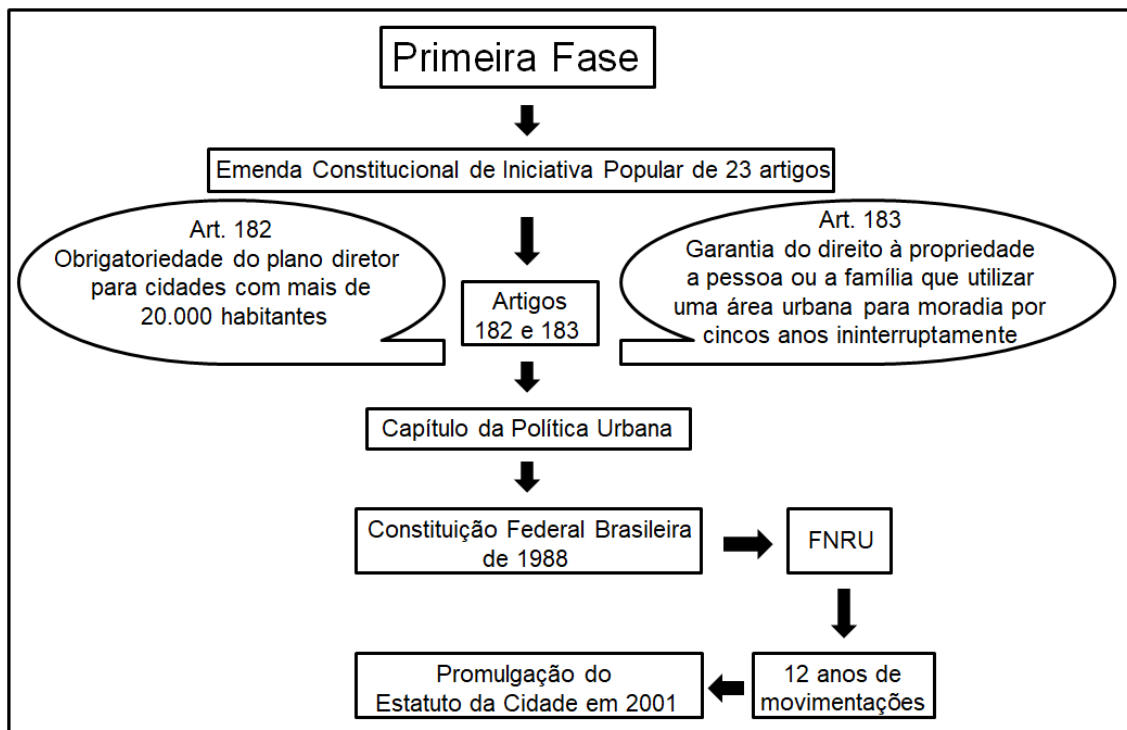 Primeira Fase
Emenda Constitucional de Iniciativa Popular de 23 artigos
Art. 182
Obrigatoriedade do plano diretor
para cidades com mais de
20.000 habitantes
Artigos
182 e 183
Art. 183
Garantia do direito à propriedade
a pessoa ou a família que utilizar
uma área urbana para moradia por
cincos anos ininterruptamente
Capítulo da Política Urbana
Constituição Federal Brasileira
de 1988
FNRU
12 anos de
movimentações
Promulgação do
Estatuto da Cidade em 2001